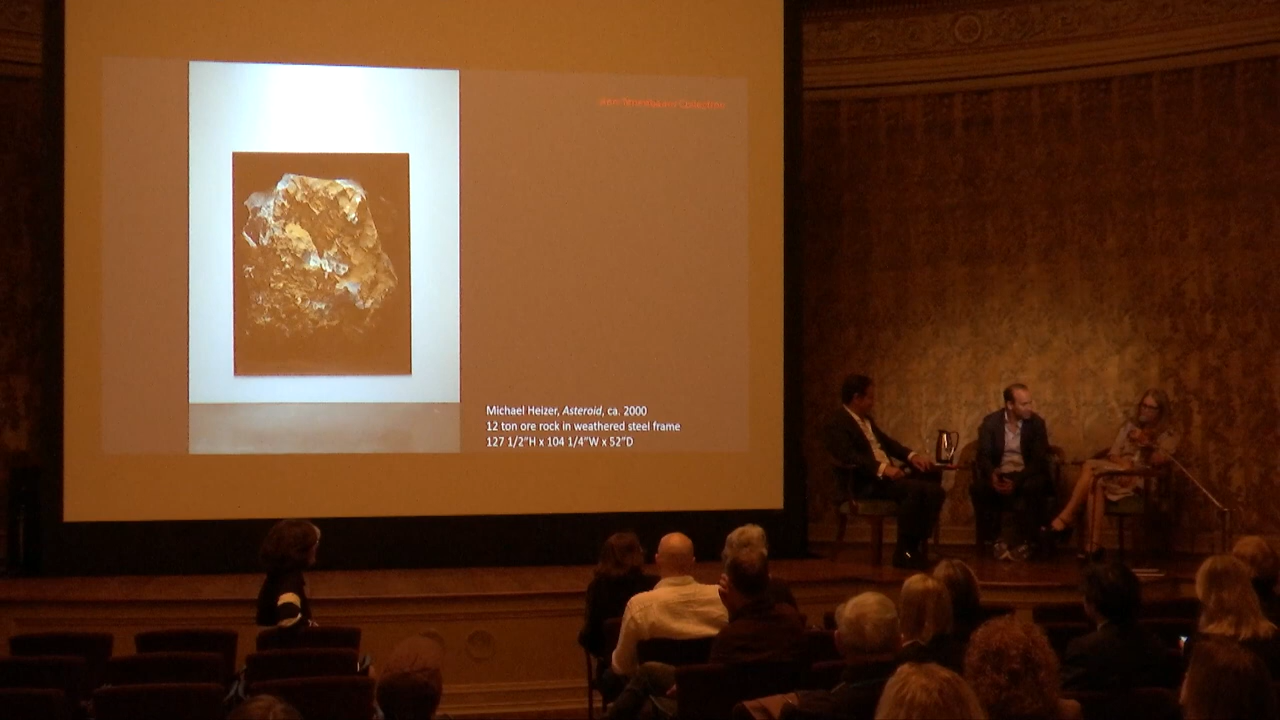 Collection
Michael Heizer, Asteroid, ca. 2000
12 ton ore rock in weathered steel frame
127 1/2"H x 104 1/4"W x 52"D